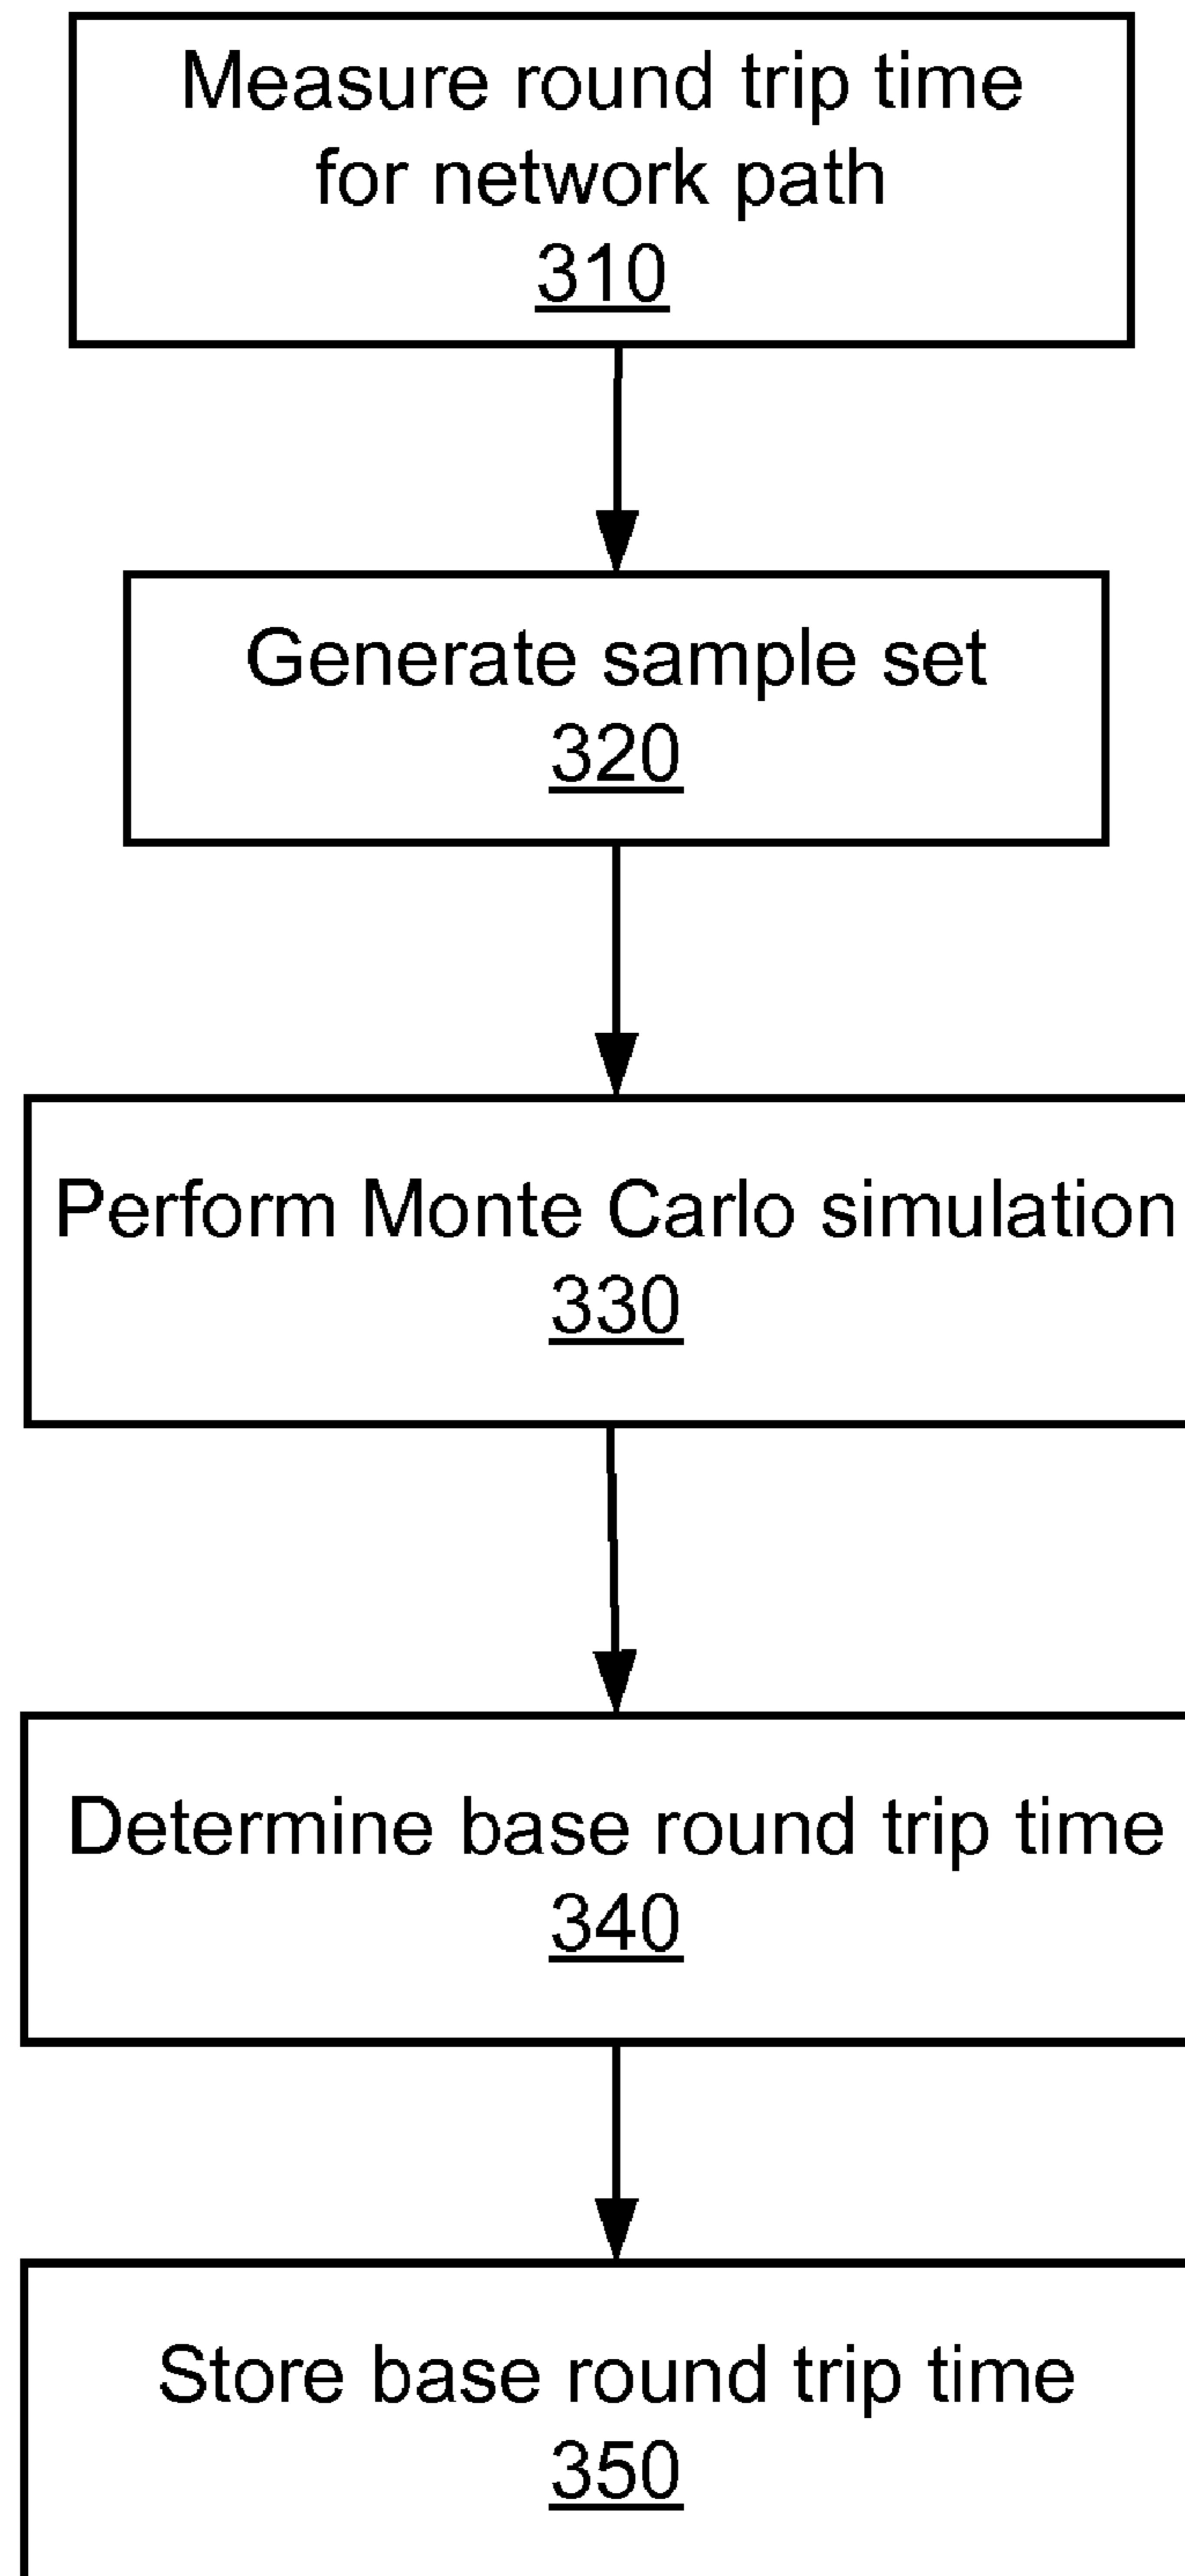 Measure round trip time
for network path
310
Generate sample set
320
Perform Monte Carlo simulation
330
Determine base round trip time
340
Store base round trip time
350